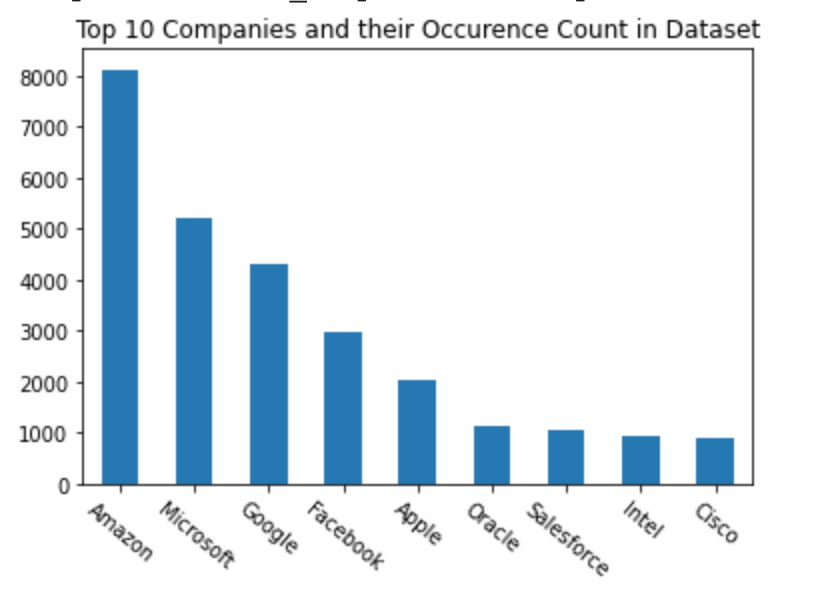 Top 10 Companies and their Occurence Count in Dataset
8000
7000
6000
5000
4000
3000
2000
1000
0
Amazon
Microsoft
Google
Facebook
Apple
Oracle
Salesforce
Intel
Cisco